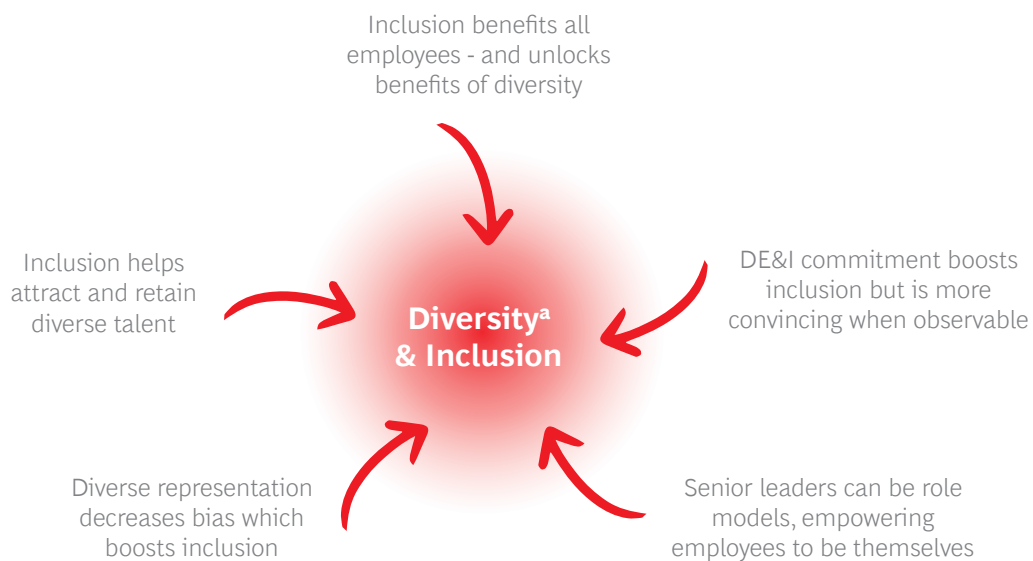 Inclusion benefits all
employees - and unlocks
benefits of diversity
Inclusion helps
attract and retain
diverse talent
DE&I commitment boosts
inclusion but is more
convincing when observable
Diversityᵃ
& Inclusion
Diverse representation
decreases bias which
boosts inclusion
Senior leaders can be role
models, empowering
employees to be themselves